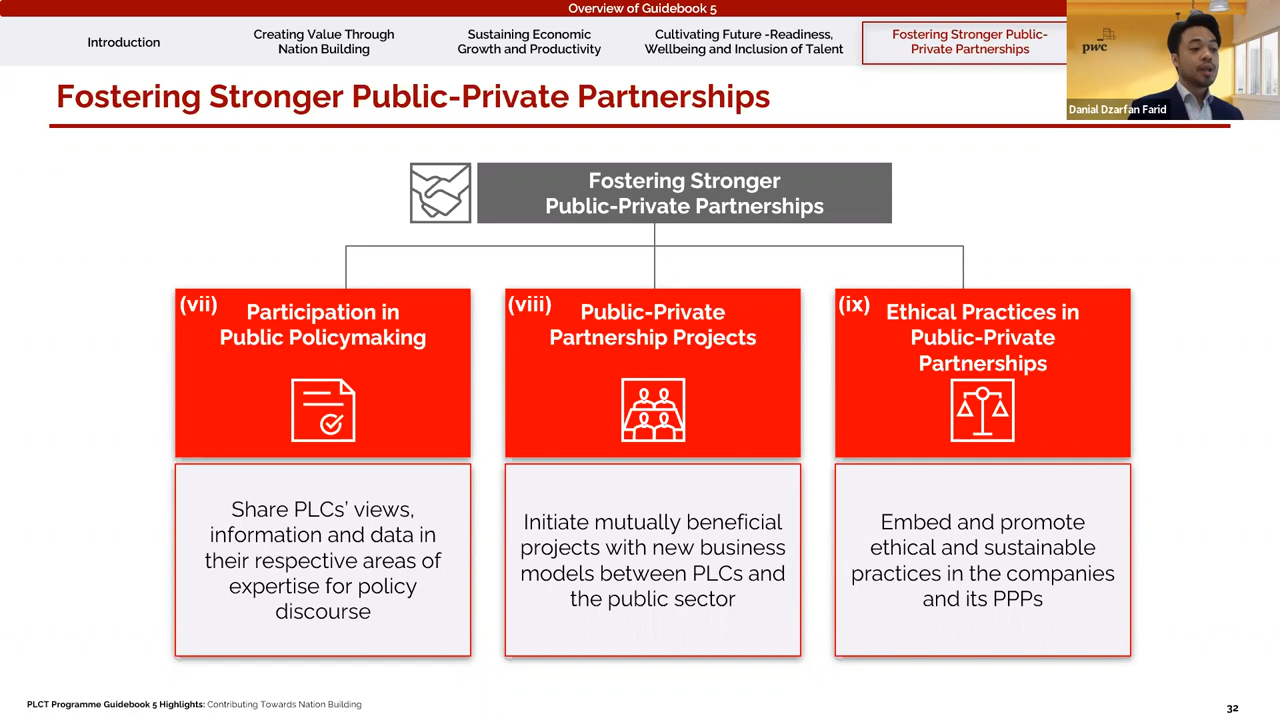 Overview of Guidebook 5
Introduction
Creating Value Through
Nation Building
Sustaining Economic
Growth and Productivity
Cultivating Future -Readiness,
Wellbeing and Inclusion of Talent
Fostering Stronger Public-
Private Partnerships
pwc
Danial Dzarfan Farid
Fostering Stronger Public-Private Partnerships
Fostering Stronger
Public-Private Partnerships
(vii)
Participation in
Public Policymaking
Share PLCs' views,
information and data in
their respective areas of
expertise for policy
discourse
(viii)
Public-Private
Partnership Projects
Initiate mutually beneficial
projects with new business
models between PLCs and
the public sector
(ix)
Ethical Practices in
Public-Private
Partnerships
Embed and promote
ethical and sustainable
practices in the companies
and its PPPs
PLCT Programme Guidebook 5 Highlights: Contributing Towards Nation Building
32